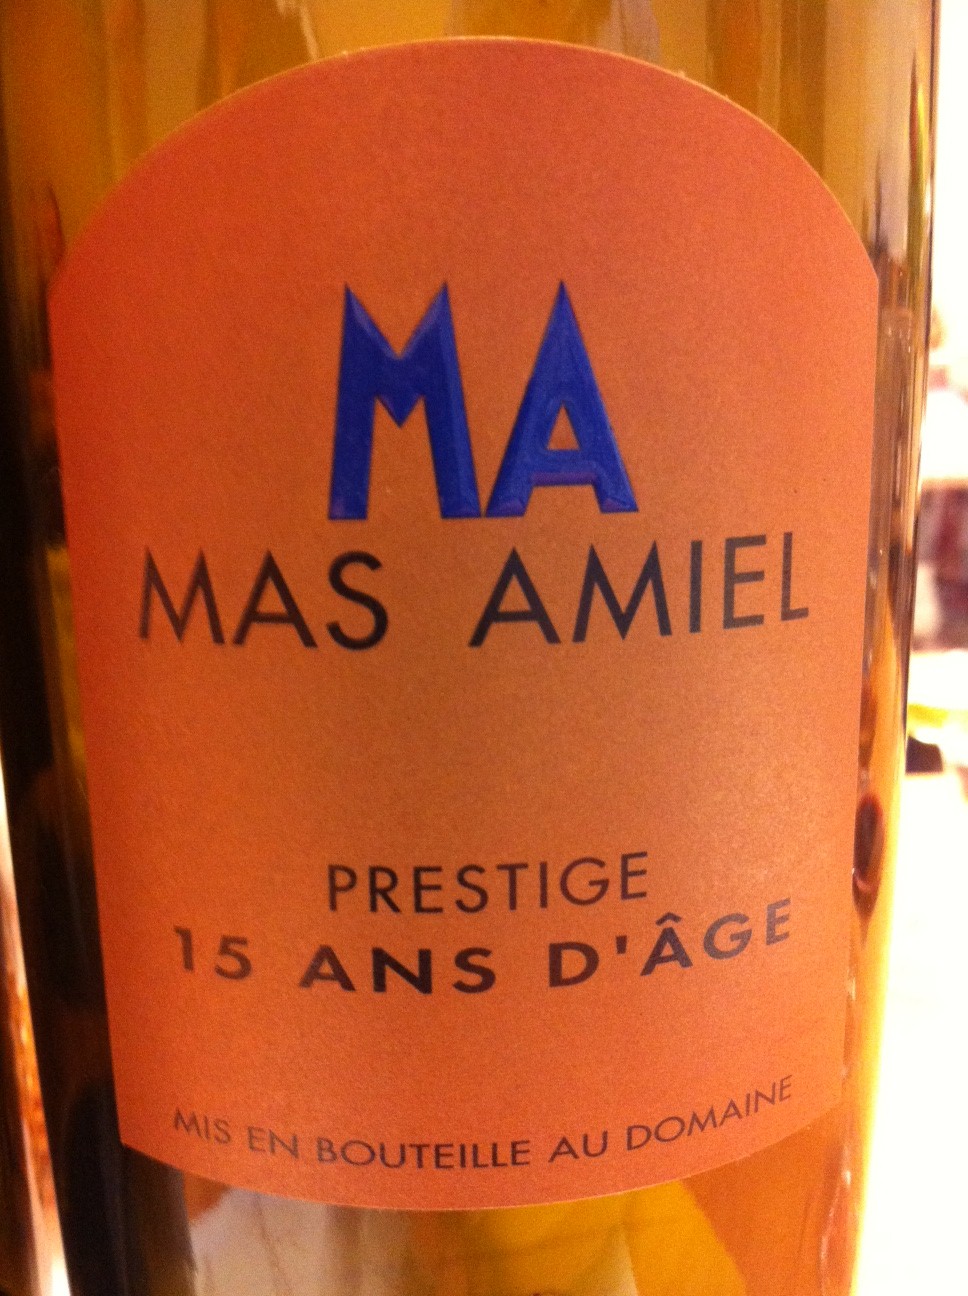 MA
MAS AMIEL
PRESTIGE
15 ANS D'ÂGE
MIS EN BOUTEILLE AU DOMAINE